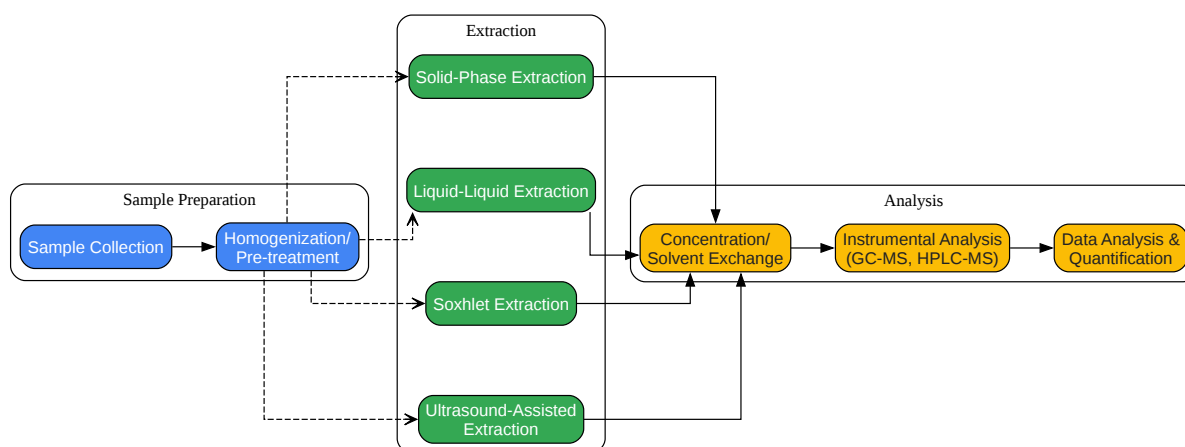 Extraction
Solid-Phase Extraction
Liquid-Liquid Extraction
Soxhlet Extraction
Ultrasound-Assisted
Extraction
Sample Preparation
Sample Collection
Homogenization/
Pre-treatment
Analysis
Concentration/
Solvent Exchange
Instrumental Analysis
(GC-MS, HPLC-MS)
Data Analysis &
Quantification